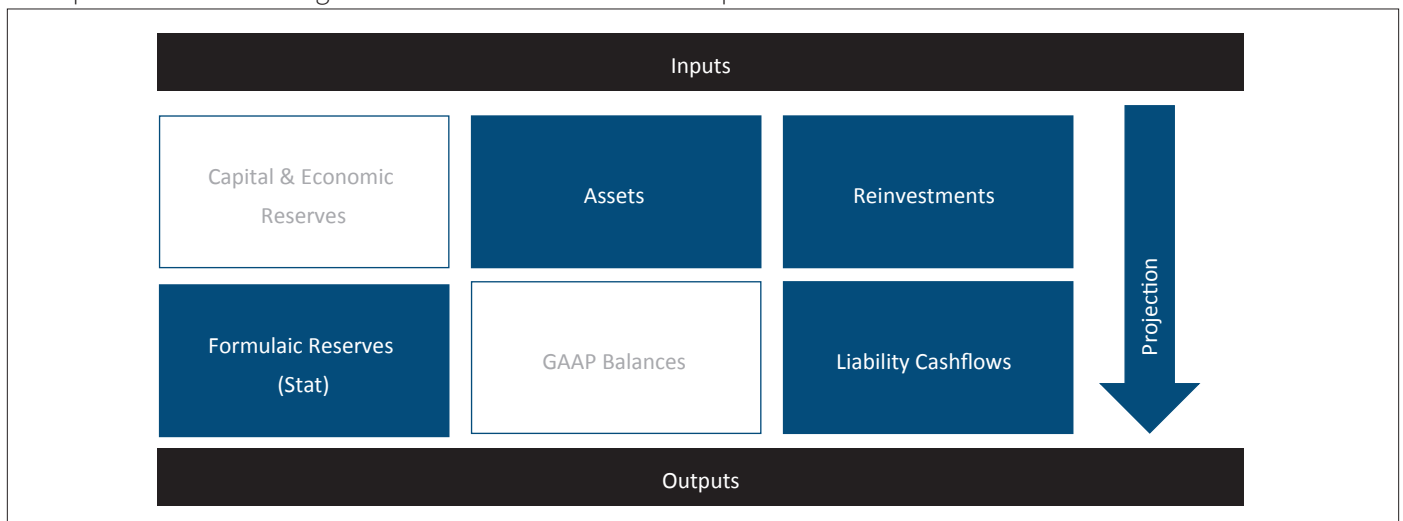 Inputs
Capital & Economic
Reserves
Assets
Reinvestments
Formulaic Reserves
(Stat)
GAAP Balances
Liability Cashflows
Projection
Outputs